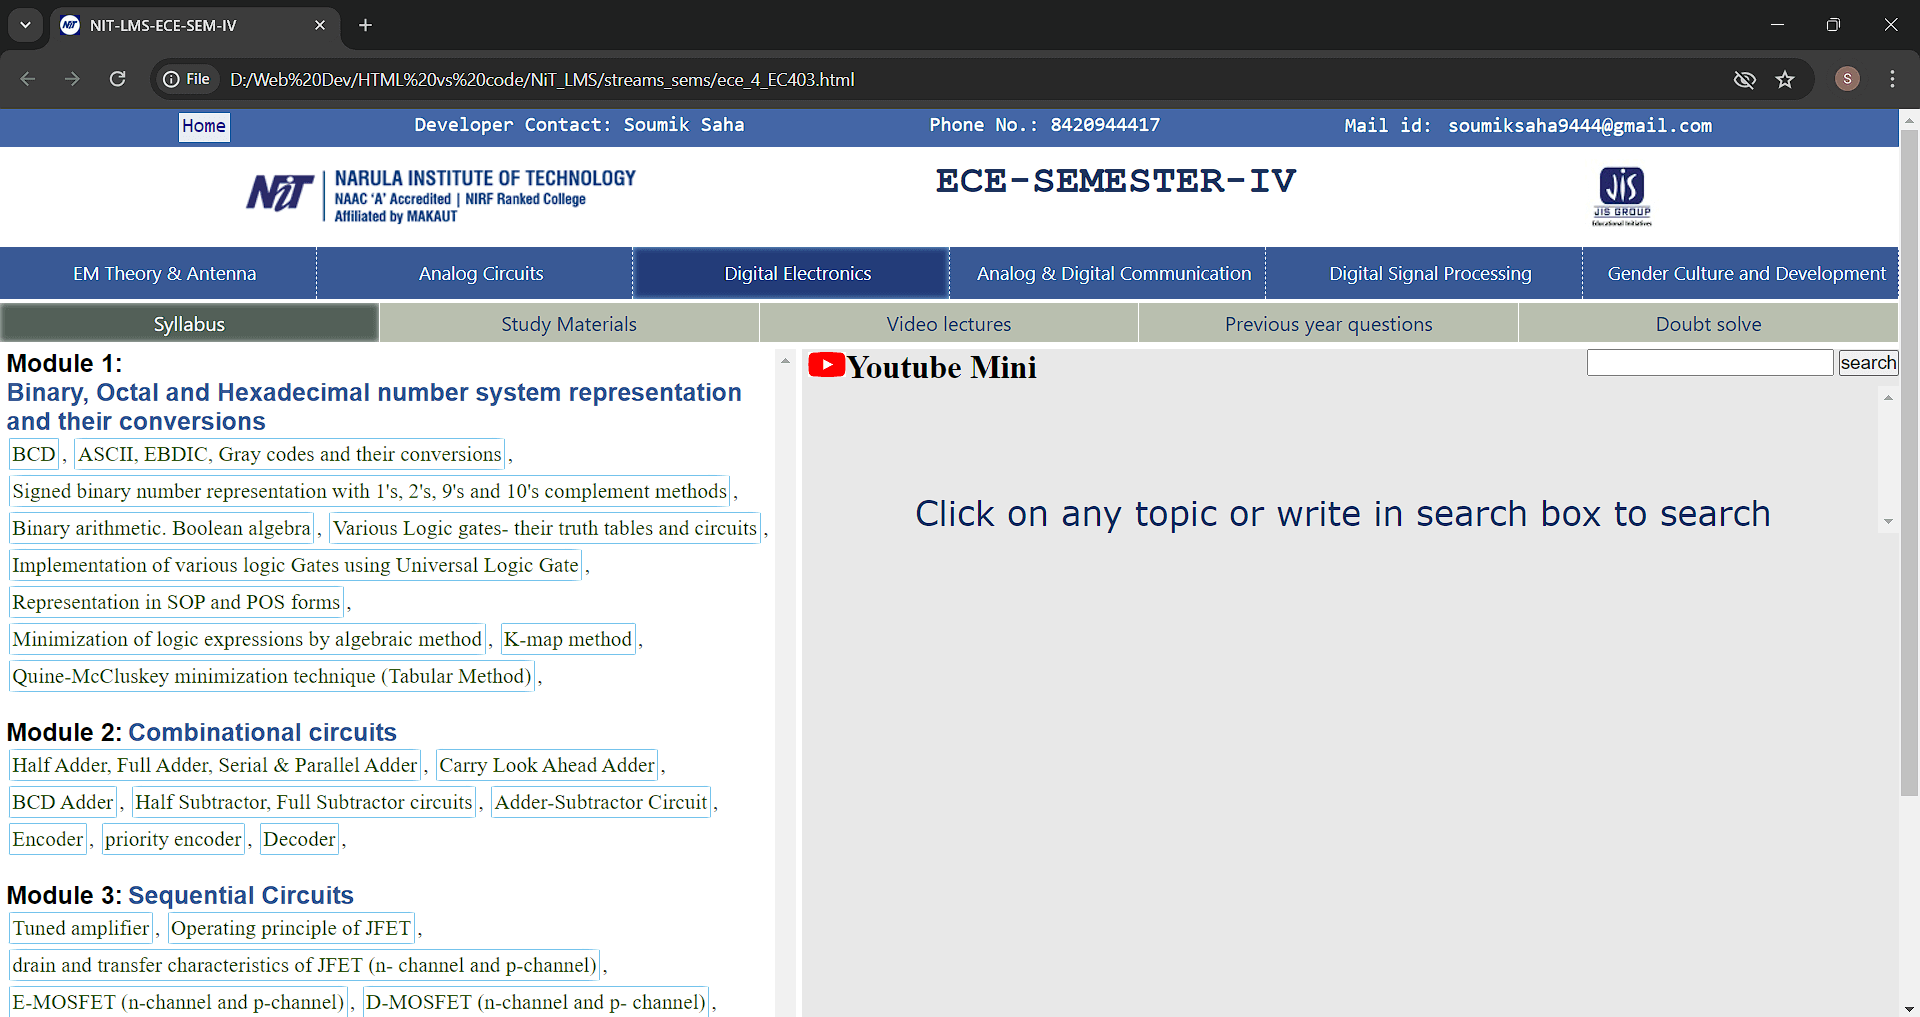 NIT-LMS-ECE-SEM-IV
File D:/Web%20Dev/HTML%20vs%20code/NiT_LMS/streams_sems/ece_4_EC403.html
S
Home Developer Contact: Soumik Saha Phone No.: 8420944417 Mail id: soumiksaha9444@gmail.com
NiT NARULA INSTITUTE OF TECHNOLOGY
NAAC 'A' Accredited | NIRF Ranked College
Affiliated by MAKAUT
ECE-SEMESTER-IV
JiS
JIS GROUP
Educational Initiatives
EM Theory & Antenna Analog Circuits Digital Electronics Analog & Digital Communication Digital Signal Processing Gender Culture and Development
Syllabus Study Materials Video lectures Previous year questions Doubt solve
Module 1:
Binary, Octal and Hexadecimal number system representation
and their conversions
BCD , ASCII, EBDIC, Gray codes and their conversions ,
Signed binary number representation with 1's, 2's, 9's and 10's complement methods ,
Binary arithmetic. Boolean algebra , Various Logic gates- their truth tables and circuits ,
Implementation of various logic Gates using Universal Logic Gate ,
Representation in SOP and POS forms ,
Minimization of logic expressions by algebraic method , K-map method ,
Quine-McCluskey minimization technique (Tabular Method) ,
Module 2: Combinational circuits
Half Adder, Full Adder, Serial & Parallel Adder , Carry Look Ahead Adder ,
BCD Adder , Half Subtractor, Full Subtractor circuits , Adder-Subtractor Circuit ,
Encoder , priority encoder , Decoder ,
Module 3: Sequential Circuits
Tuned amplifier , Operating principle of JFET ,
drain and transfer characteristics of JFET (n- channel and p-channel) ,
E-MOSFET (n-channel and p-channel) , D-MOSFET (n-channel and p- channel) ,
Youtube Mini
search
Click on any topic or write in search box to search